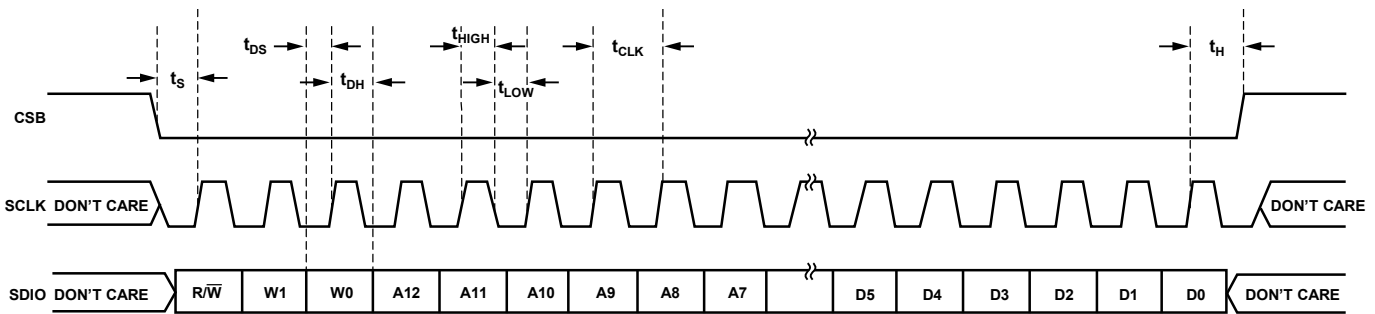 tDS
tHIGH
tCLK
tH
tS
tDH
tLOW
CSB
SCLK DON'T CARE
DON'T CARE
SDIO DON'T CARE
R/W̅
W1
W0
A12
A11
A10
A9
A8
A7
D5
D4
D3
D2
D1
D0
DON'T CARE